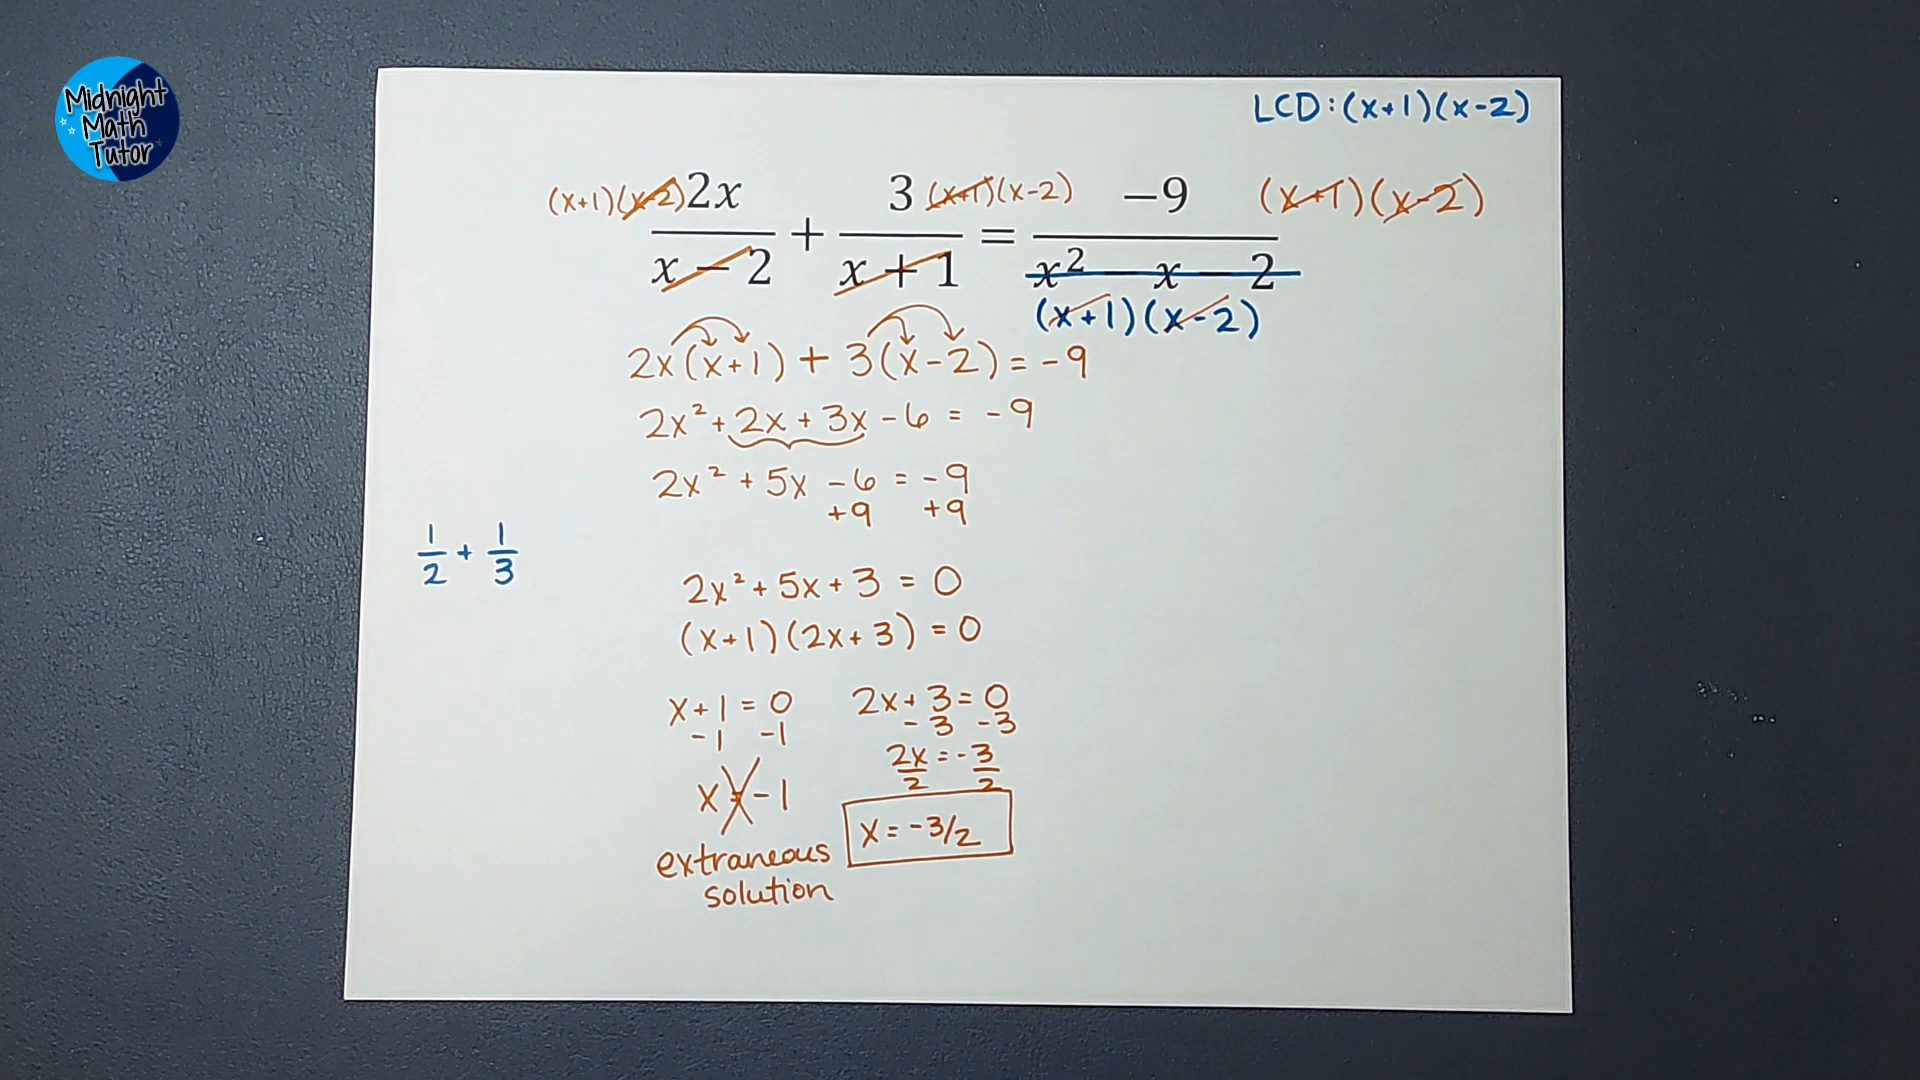 Midnight
Math
Tutor
LCD:(x+1)(x-2)
(x+1)(x-2)2x/(x-2) + 3(x+1)(x-2)/(x+1) = -9/(x²-x-2) (x+1)(x-2)
(x+1)(x-2)
2x(x+1) + 3(x-2) = -9
2x² + 2x + 3x - 6 = -9
2x² + 5x - 6 = -9
+9 +9
1/2 + 1/3
2x² + 5x + 3 = 0
(x+1)(2x+3) = 0
x+1 = 0 2x+3 = 0
-1 -1 -3 -3
2x/2 = -3/2
x = -1
x = -3/2
extraneous
solution